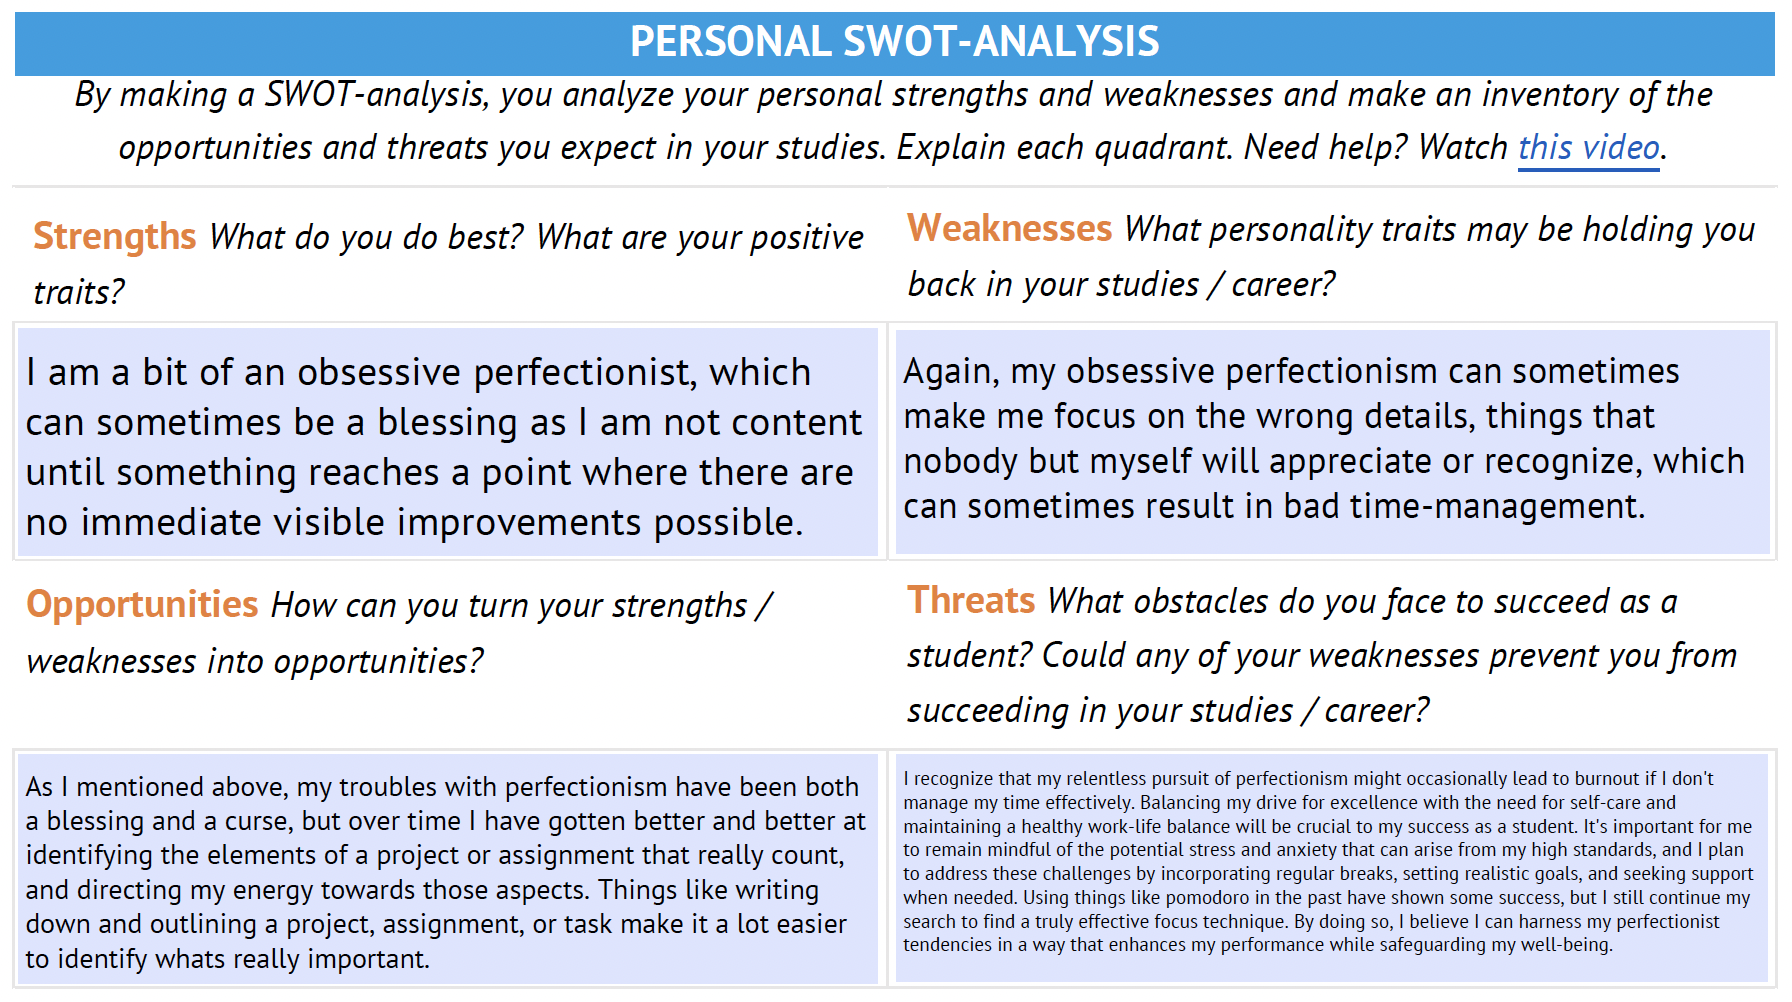 PERSONAL SWOT-ANALYSIS
By making a SWOT-analysis, you analyze your personal strengths and weaknesses and make an inventory of the
opportunities and threats you expect in your studies. Explain each quadrant. Need help? Watch this video.
Strengths What do you do best? What are your positive
traits?
Weaknesses What personality traits may be holding you
back in your studies / career?
I am a bit of an obsessive perfectionist, which
can sometimes be a blessing as I am not content
until something reaches a point where there are
no immediate visible improvements possible.
Again, my obsessive perfectionism can sometimes
make me focus on the wrong details, things that
nobody but myself will appreciate or recognize, which
can sometimes result in bad time-management.
Opportunities How can you turn your strengths /
weaknesses into opportunities?
Threats What obstacles do you face to succeed as a
student? Could any of your weaknesses prevent you from
succeeding in your studies / career?
As I mentioned above, my troubles with perfectionism have been both
a blessing and a curse, but over time I have gotten better and better at
identifying the elements of a project or assignment that really count,
and directing my energy towards those aspects. Things like writing
down and outlining a project, assignment, or task make it a lot easier
to identify whats really important.
I recognize that my relentless pursuit of perfectionism might occasionally lead to burnout if I don't
manage my time effectively. Balancing my drive for excellence with the need for self-care and
maintaining a healthy work-life balance will be crucial to my success as a student. It's important for me
to remain mindful of the potential stress and anxiety that can arise from my high standards, and I plan
to address these challenges by incorporating regular breaks, setting realistic goals, and seeking support
when needed. Using things like pomodoro in the past have shown some success, but I still continue my
search to find a truly effective focus technique. By doing so, I believe I can harness my perfectionist
tendencies in a way that enhances my performance while safeguarding my well-being.